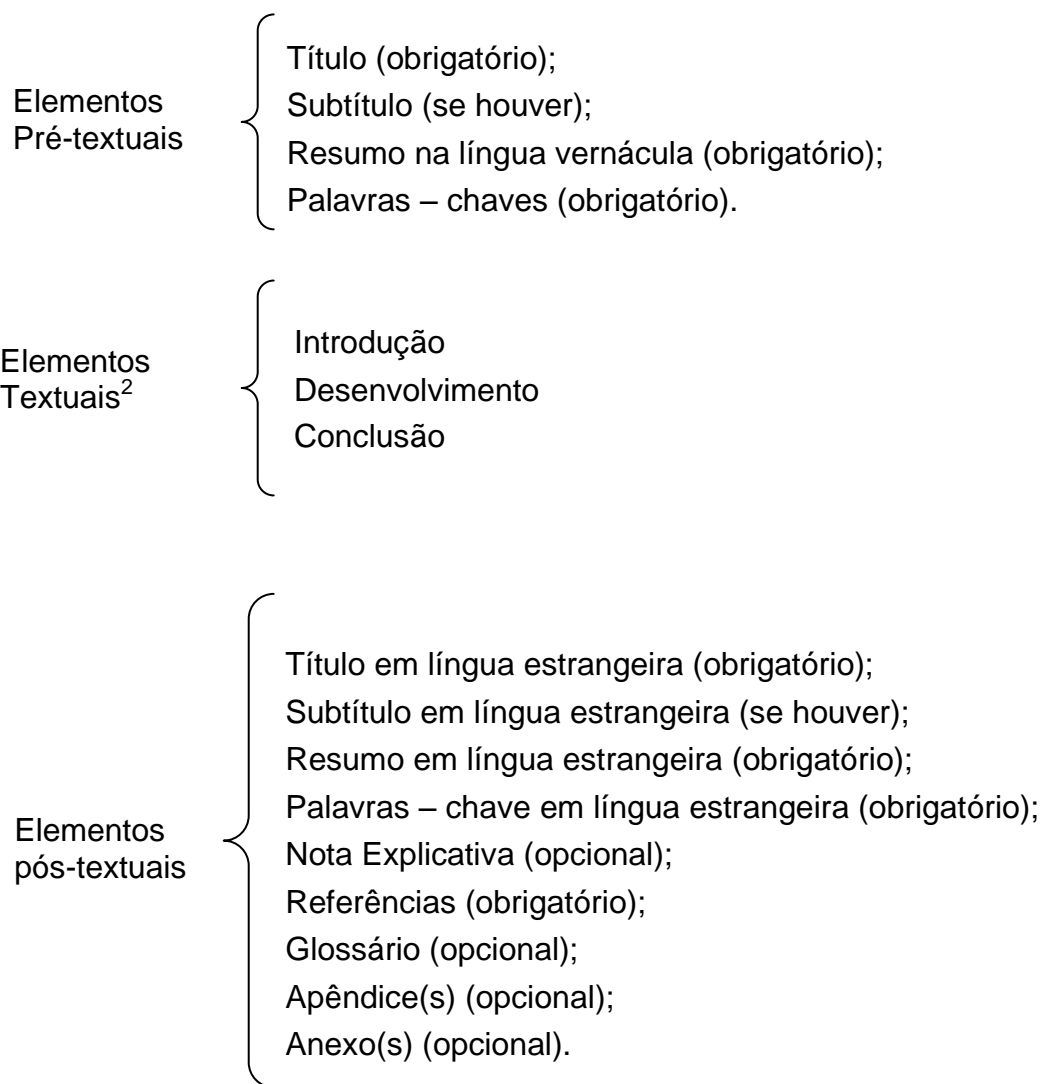 Elementos
Pré-textuais
Título (obrigatório);
Subtítulo (se houver);
Resumo na língua vernácula (obrigatório);
Palavras – chaves (obrigatório).
Elementos
Textuais²
Introdução
Desenvolvimento
Conclusão
Elementos
pós-textuais
Título em língua estrangeira (obrigatório);
Subtítulo em língua estrangeira (se houver);
Resumo em língua estrangeira (obrigatório);
Palavras – chave em língua estrangeira (obrigatório);
Nota Explicativa (opcional);
Referências (obrigatório);
Glossário (opcional);
Apêndice(s) (opcional);
Anexo(s) (opcional).